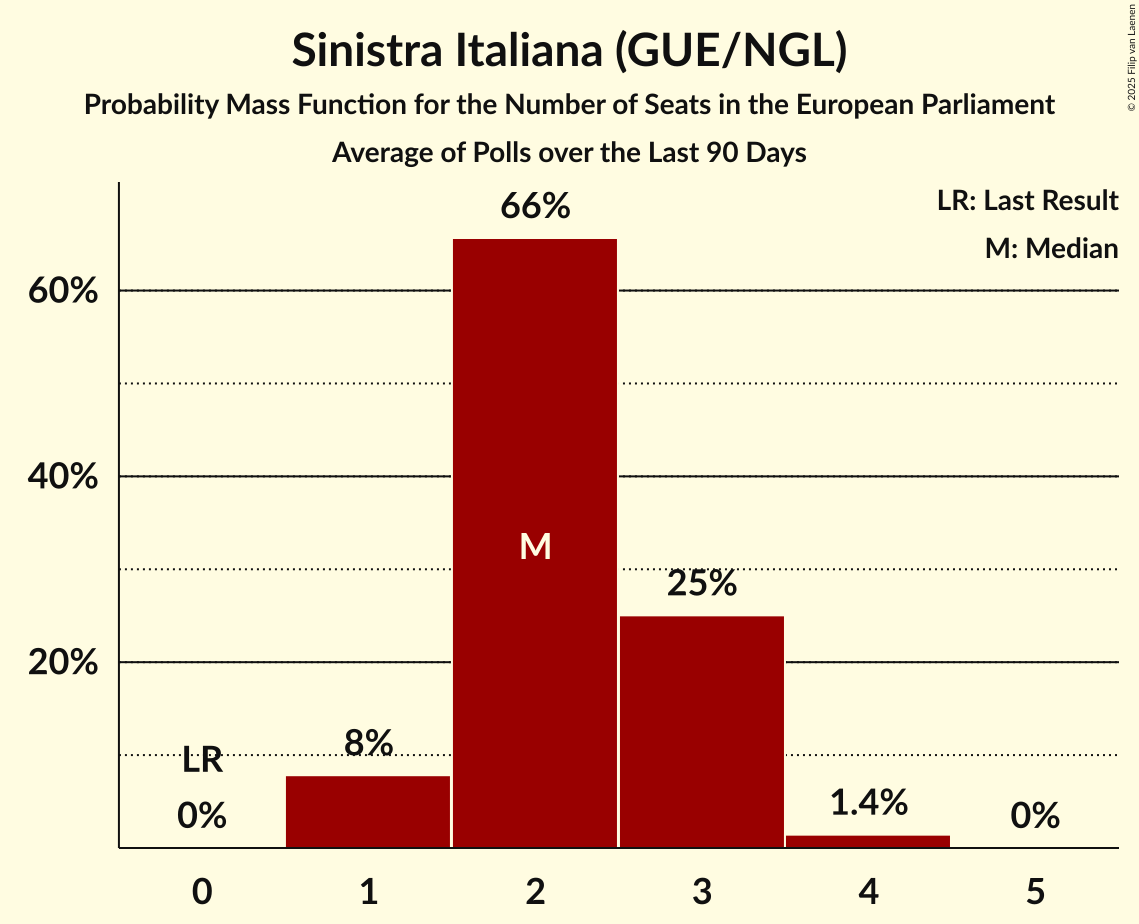 Sinistra Italiana (GUE/NGL)
Probability Mass Function for the Number of Seats in the European Parliament
Average of Polls over the Last 90 Days
© 2025 Filip van Laenen
LR: Last Result
M: Median
60%
40%
20%
LR
0%
8%
66%
M
25%
1.4%
0%
0 1 2 3 4 5